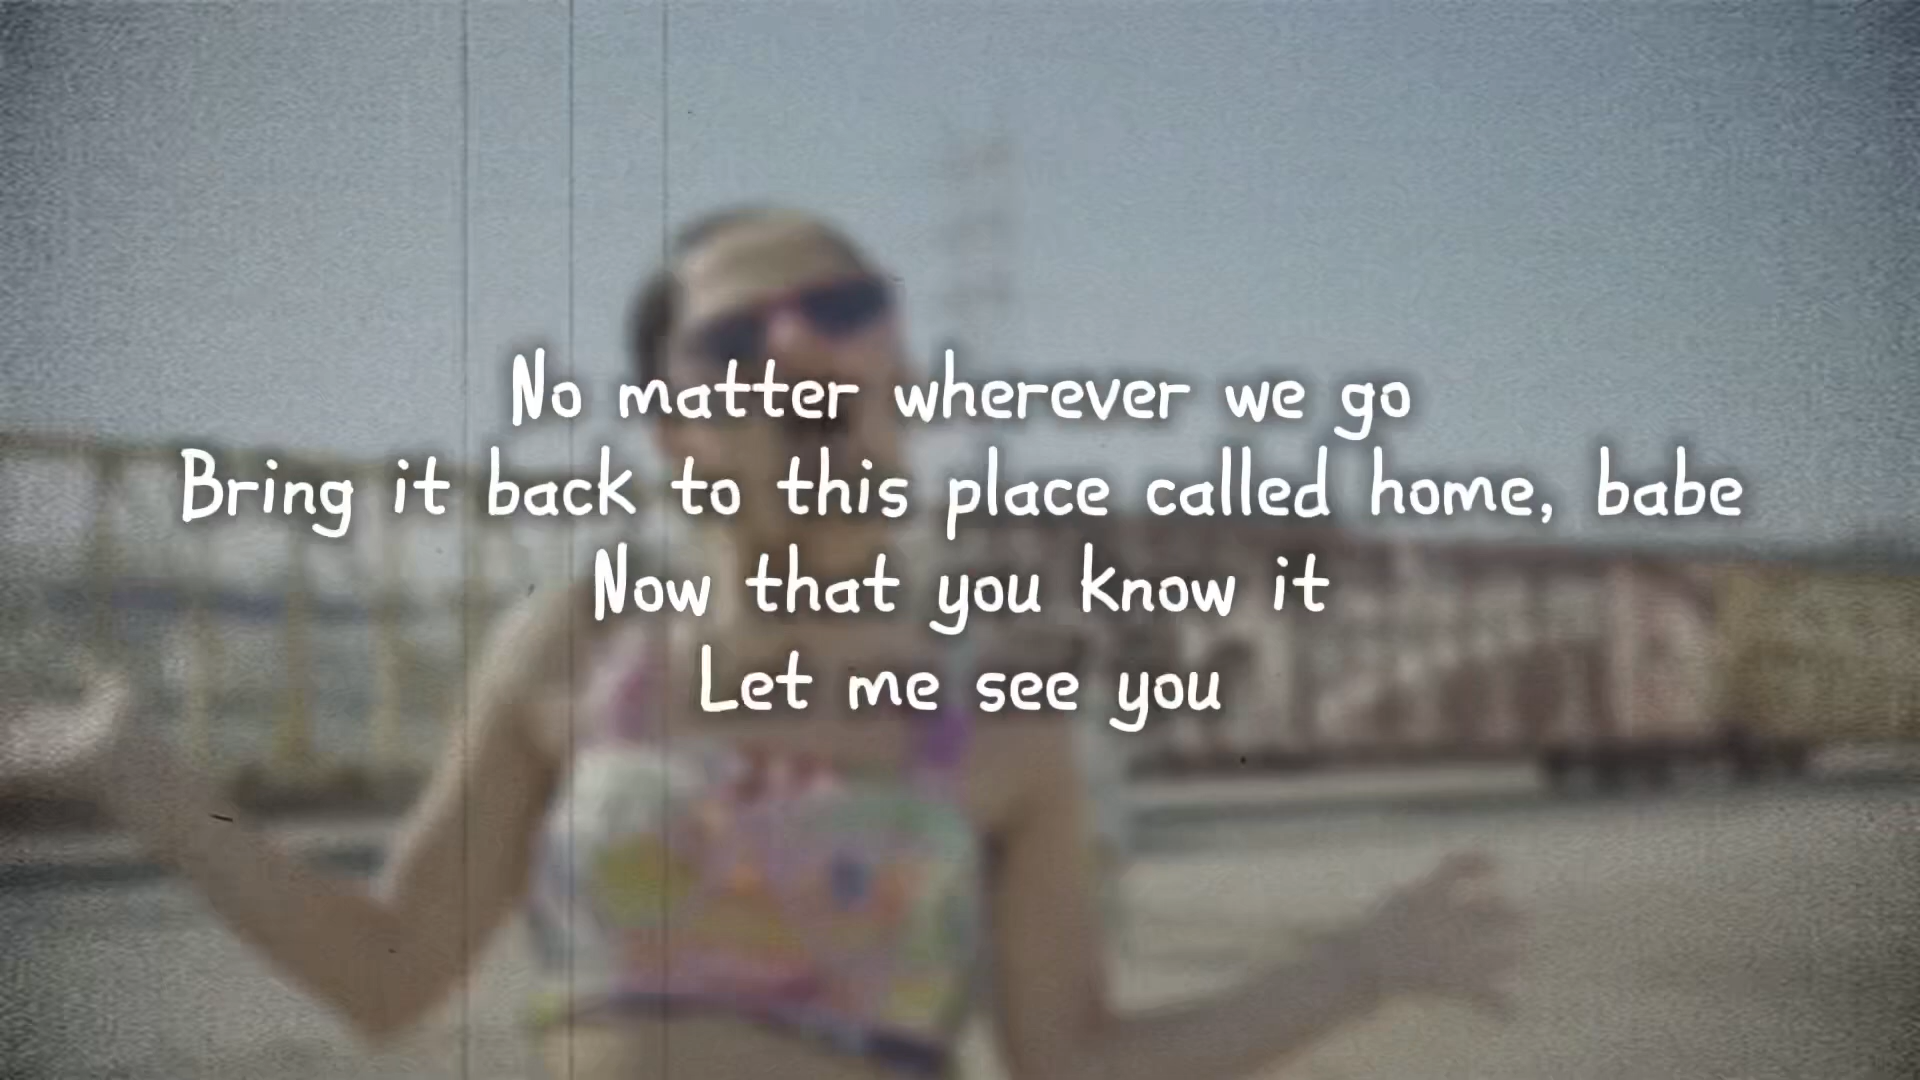 No matter wherever we go
Bring it back to this place called home, babe
Now that you know it
Let me see you